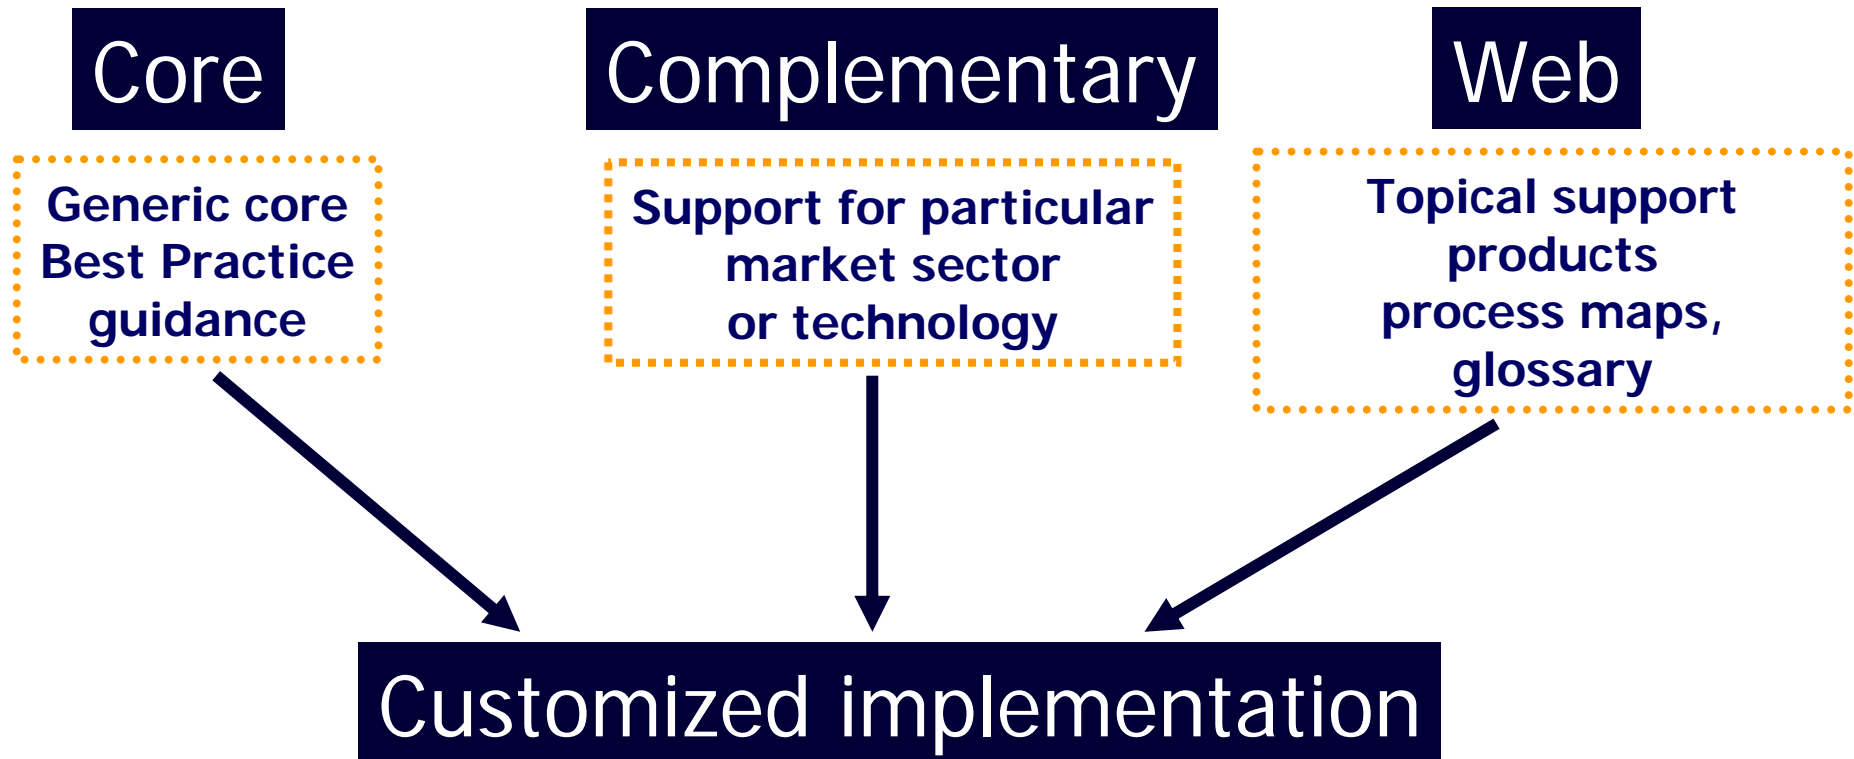 Core
Complementary
Web
Generic core
Best Practice
guidance
Support for particular
market sector
or technology
Topical support
products
process maps,
glossary
Customized implementation